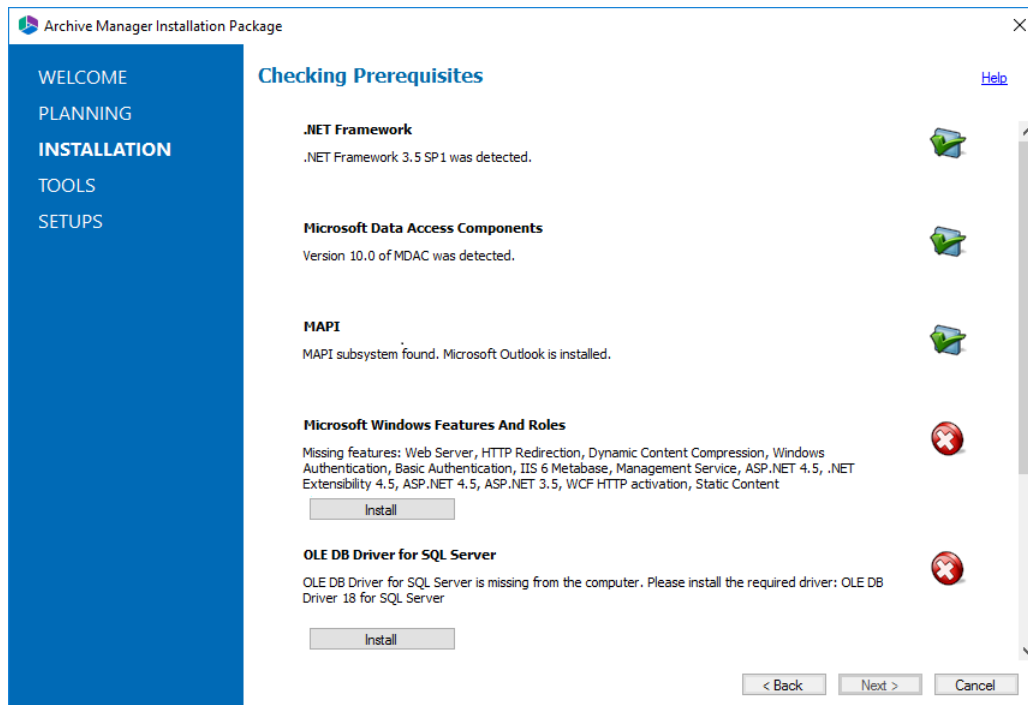 Archive Manager Installation Package
WELCOME
PLANNING
INSTALLATION
TOOLS
SETUPS
Checking Prerequisites
Help
.NET Framework
.NET Framework 3.5 SP1 was detected.
Microsoft Data Access Components
Version 10.0 of MDAC was detected.
MAPI
MAPI subsystem found. Microsoft Outlook is installed.
Microsoft Windows Features And Roles
Missing features: Web Server, HTTP Redirection, Dynamic Content Compression, Windows
Authentication, Basic Authentication, IIS 6 Metabase, Management Service, ASP.NET 4.5, .NET
Extensibility 4.5, ASP.NET 4.5, ASP.NET 3.5, WCF HTTP activation, Static Content
Install
OLE DB Driver for SQL Server
OLE DB Driver for SQL Server is missing from the computer. Please install the required driver: OLE DB
Driver 18 for SQL Server
Install
< Back
Next >
Cancel